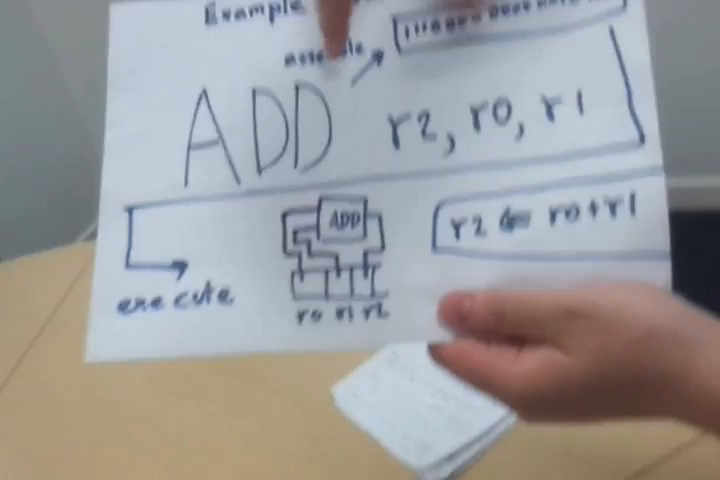 Example
assemble
ADD r2, r0, r1
ADD
r2 ⇐ r0+r1
execute
r0 r1 r2